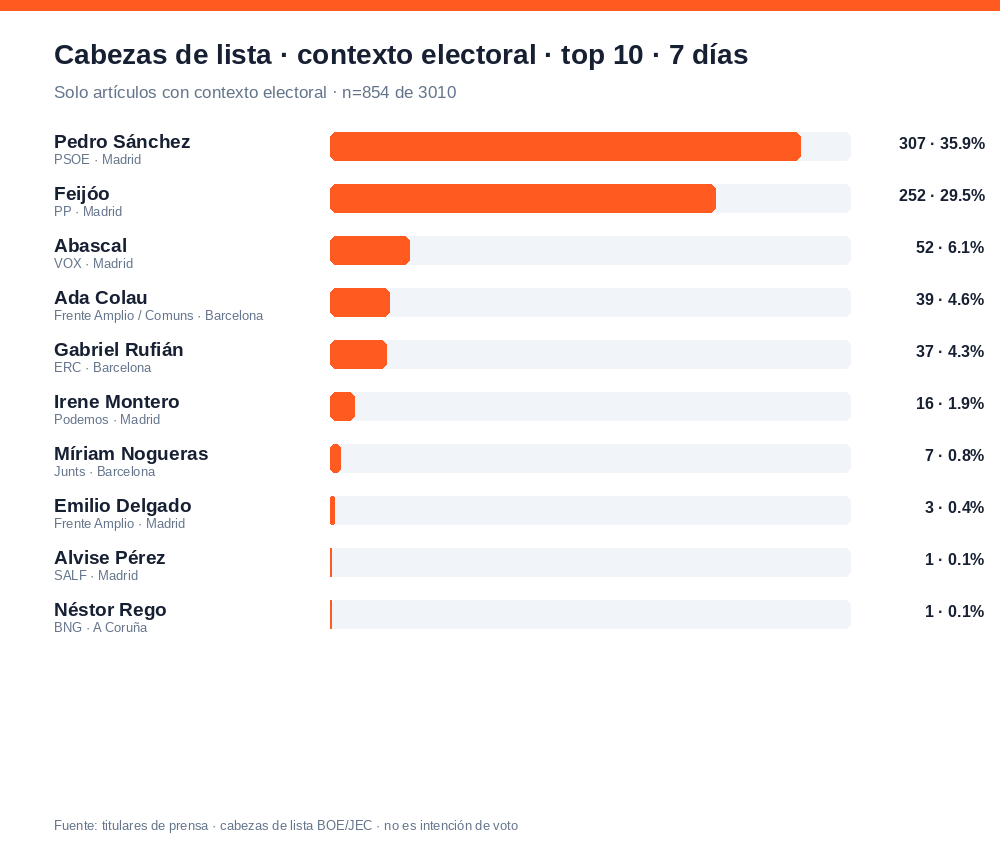 Cabezas de lista · contexto electoral · top 10 · 7 días
Solo artículos con contexto electoral · n=854 de 3010
Pedro Sánchez
PSOE · Madrid
307 · 35.9%
Feijóo
PP · Madrid
252 · 29.5%
Abascal
VOX · Madrid
52 · 6.1%
Ada Colau
Frente Amplio / Comuns · Barcelona
39 · 4.6%
Gabriel Rufián
ERC · Barcelona
37 · 4.3%
Irene Montero
Podemos · Madrid
16 · 1.9%
Míriam Nogueras
Junts · Barcelona
7 · 0.8%
Emilio Delgado
Frente Amplio · Madrid
3 · 0.4%
Alvise Pérez
SALF · Madrid
1 · 0.1%
Néstor Rego
BNG · A Coruña
1 · 0.1%
Fuente: titulares de prensa · cabezas de lista BOE/JEC · no es intención de voto